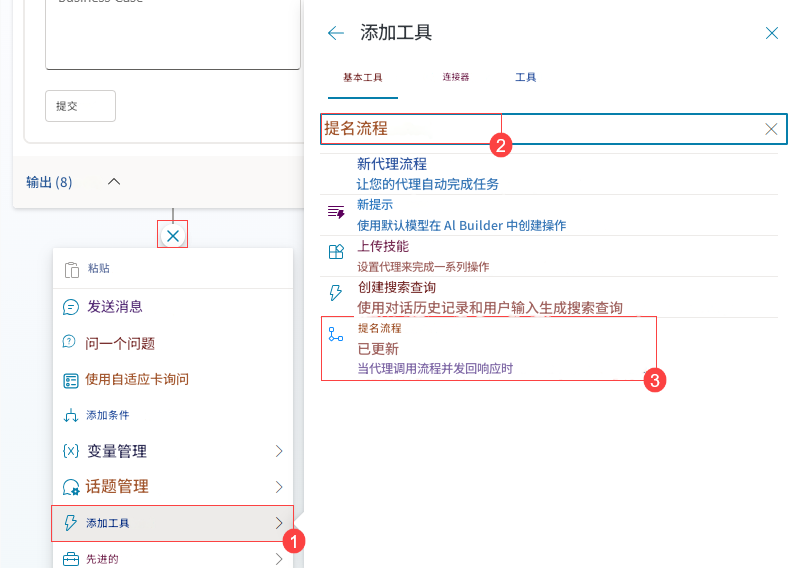 Business Case
提交
输出 (8)
粘贴
发送消息
问一个问题
使用自适应卡询问
添加条件
变量管理
话题管理
添加工具
1
先进的
添加工具
基本工具
连接器
工具
提名流程
2
新代理流程
让您的代理自动完成任务
新提示
使用默认模型在 AI Builder 中创建操作
上传技能
设置代理来完成一系列操作
创建搜索查询
使用对话历史记录和用户输入生成搜索查询
提名流程
已更新
当代理调用流程并发回响应时
3